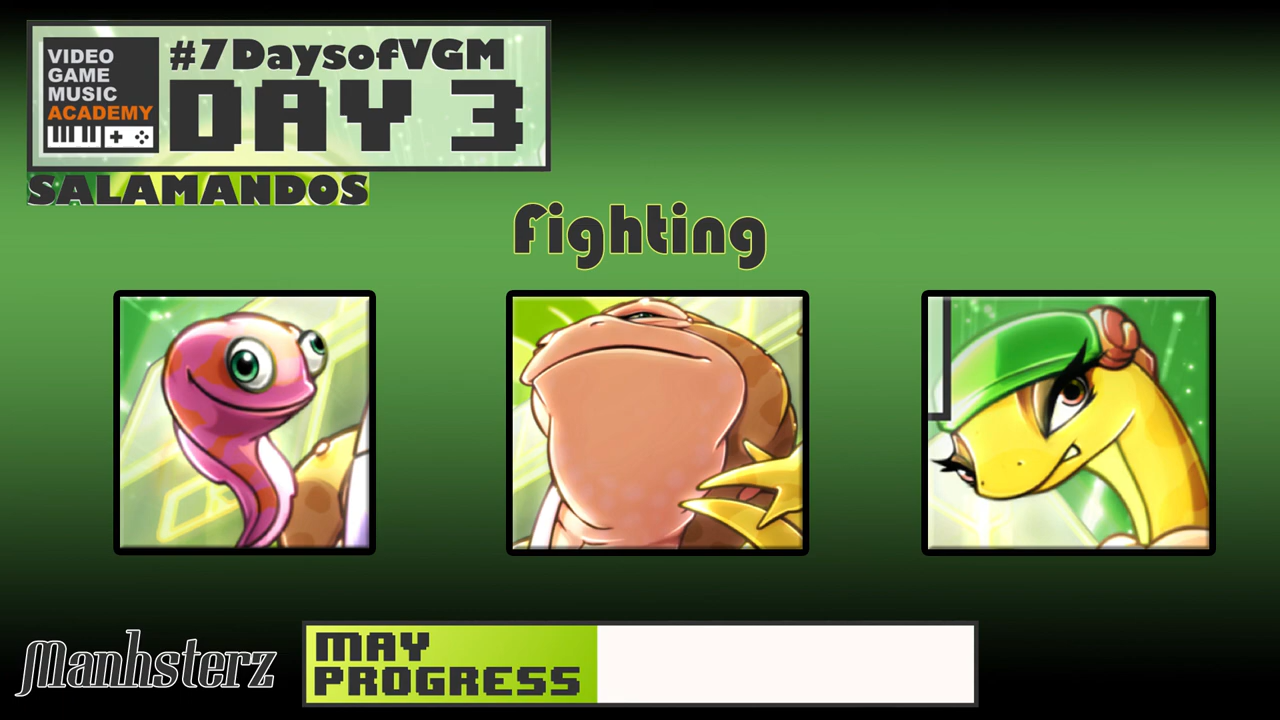 VIDEO
GAME
MUSIC
ACADEMY
#7DaysofVGM
DAY 3
SALAMANDOS
Fighting
Manhsterz
MAY
PROGRESS